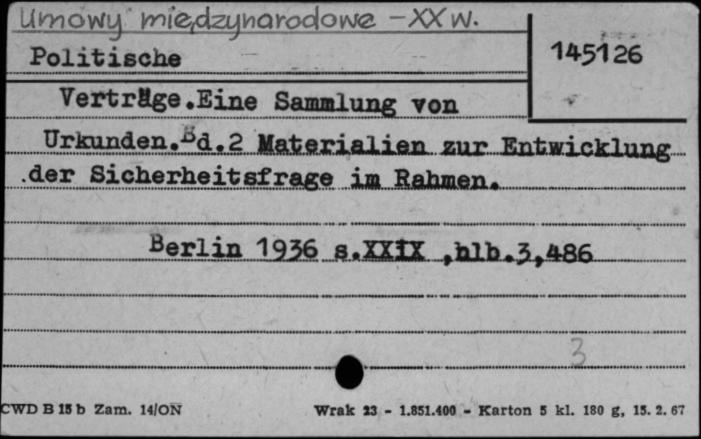 Umowy międzynarodowe - XX w.
145126
Politische
Verträge.Eine Sammlung von
Urkunden.Bd.2 Materialien zur Entwicklung
der Sicherheitsfrage im Rahmen.
Berlin 1936 s.XXIX ,nlb.3,486
3
CWD B 15 b Zam. 14/ON Wrak 23 - 1.851.400 - Karton 5 kl. 180 g, 15. 2. 67